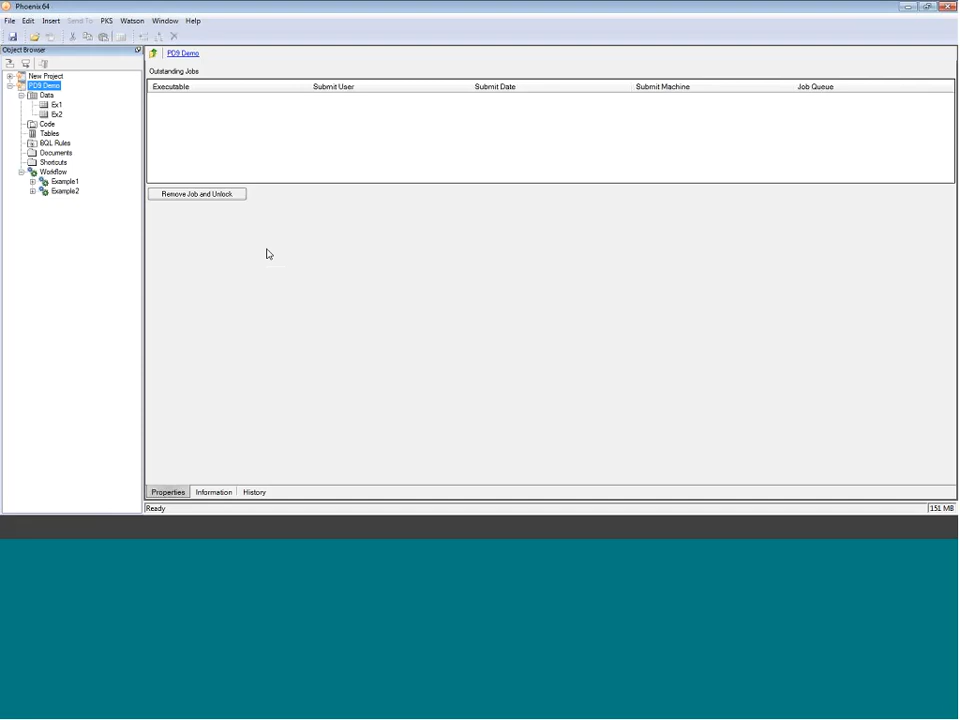 Phoenix 64
File Edit Insert Send To PKS Watson Window Help
Object Browser
New Project
PD9 Demo
Data
Ex1
Ex2
Code
Tables
BQL Rules
Documents
Shortcuts
Workflow
Example1
Example2
PD9 Demo
Outstanding Jobs
Executable Submit User Submit Date Submit Machine Job Queue
Remove Job and Unlock
Properties Information History
Ready 151 MB